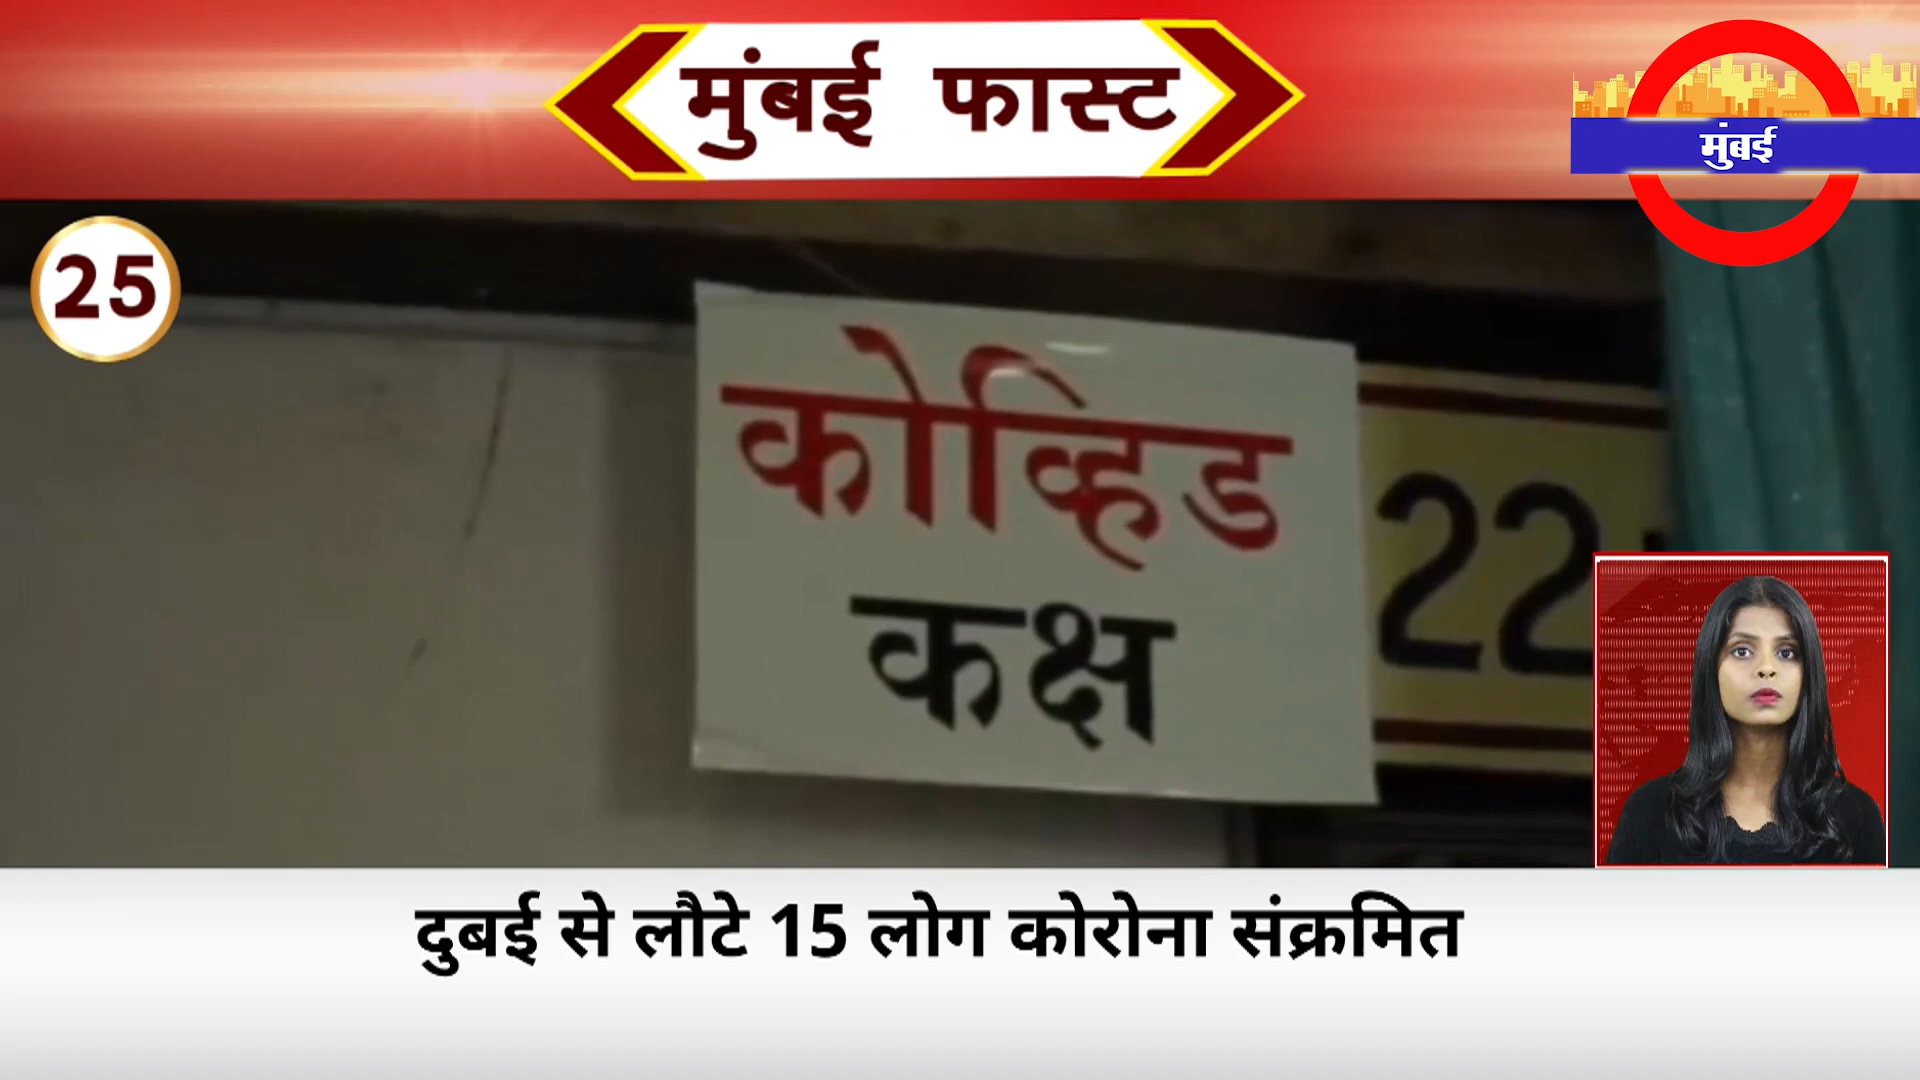 मुंबई फास्ट
मुंबई
25
कोव्हिड
कक्ष
22
दुबई से लौटे 15 लोग कोरोना संक्रमित